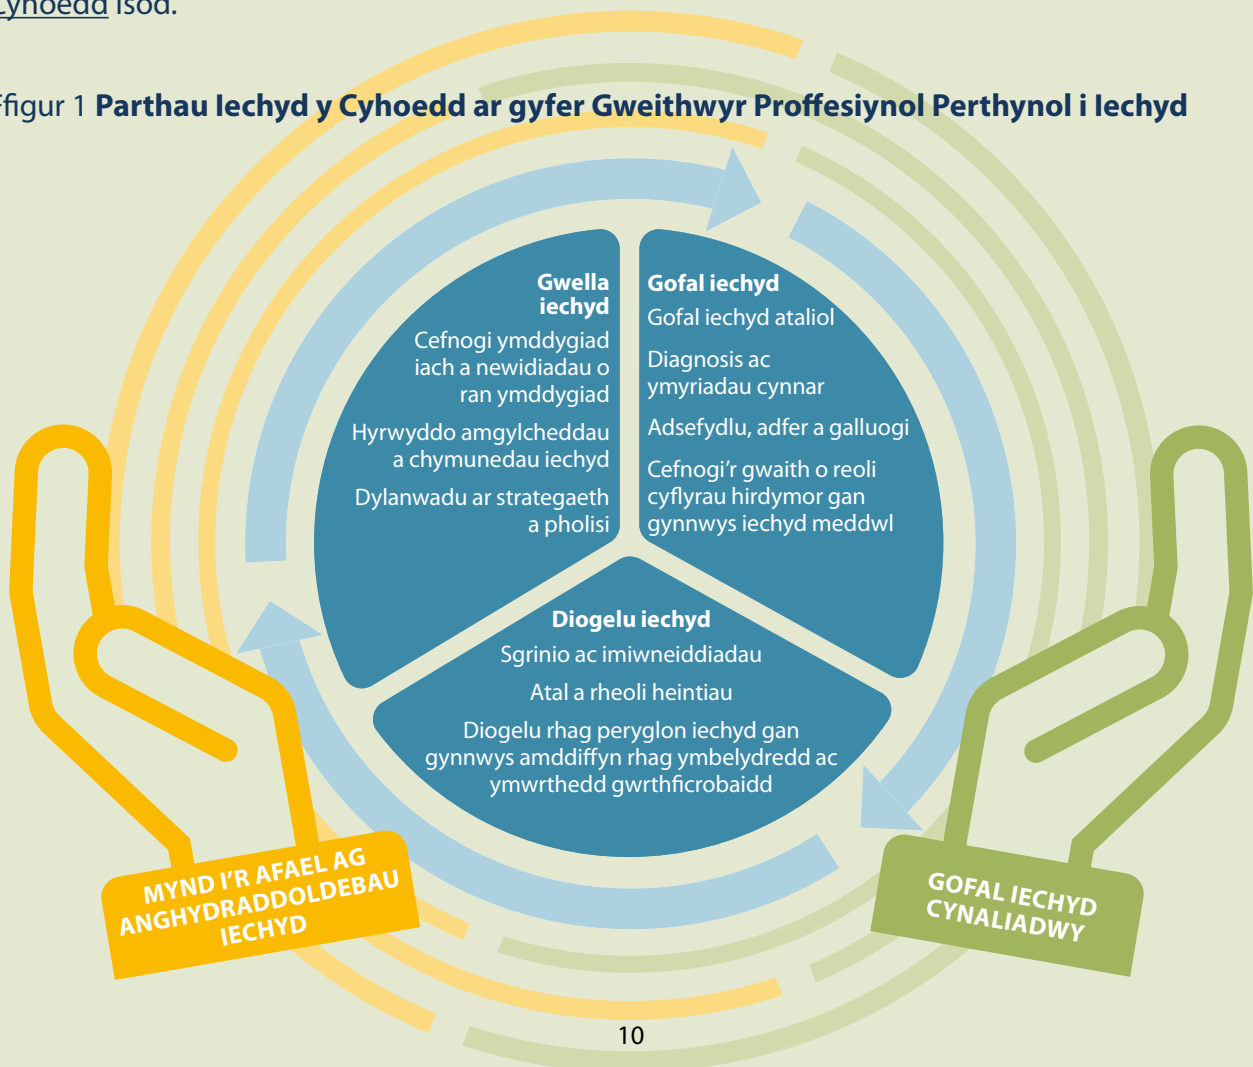 Cyhoedd isod.
Ffigur 1 Parthau Iechyd y Cyhoedd ar gyfer Gweithwyr Proffesiynol Perthynol i Iechyd
Gwella
iechyd
Cefnogi ymddygiad
iach a newidiadau o
ran ymddygiad
Hyrwyddo amgylcheddau
a chymunedau iechyd
Dylanwadu ar strategaeth
a pholisi
Gofal iechyd
Gofal iechyd ataliol
Diagnosis ac
ymyriadau cynnar
Adsefydlu, adfer a galluogi
Cefnogi’r gwaith o reoli
cyflyrau hirdymor gan
gynnwys iechyd meddwl
Diogelu iechyd
Sgrinio ac imiwneiddiadau
Atal a rheoli heintiau
Diogelu rhag peryglon iechyd gan
gynnwys amddiffyn rhag ymbelydredd ac
ymwrthedd gwrthficrobaidd
MYND I’R AFAEL AG
ANGHYDRADDOLDEBAU
IECHYD
GOFAL IECHYD
CYNALIADWY
10